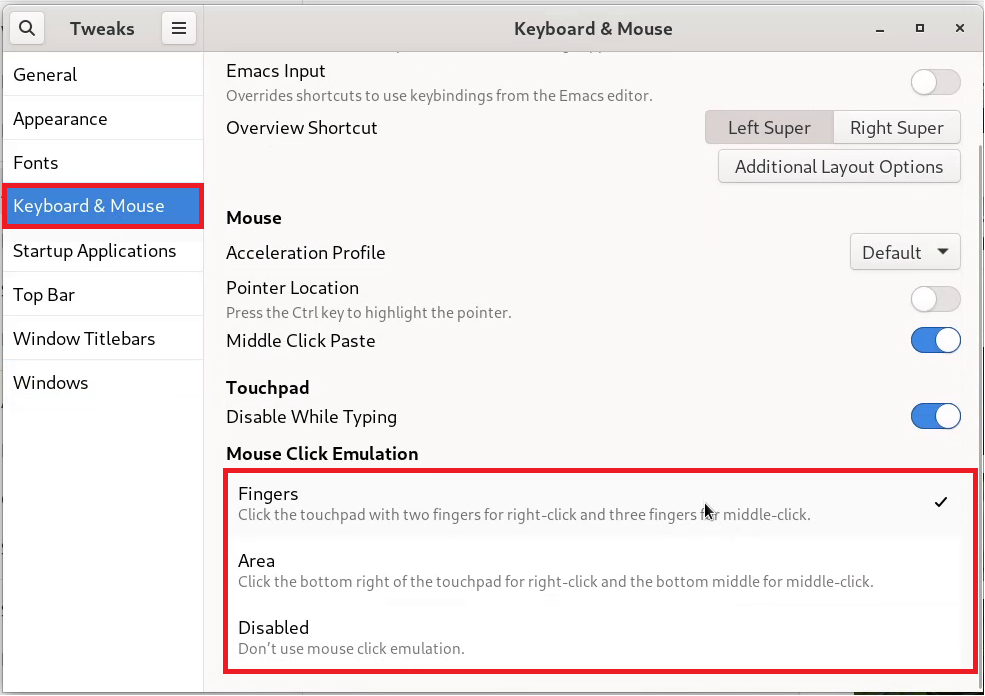 Tweaks
Keyboard & Mouse
General
Appearance
Fonts
Keyboard & Mouse
Startup Applications
Top Bar
Window Titlebars
Windows
Emacs Input
Overrides shortcuts to use keybindings from the Emacs editor.
Overview Shortcut
Left Super
Right Super
Additional Layout Options
Mouse
Acceleration Profile
Default
Pointer Location
Press the Ctrl key to highlight the pointer.
Middle Click Paste
Touchpad
Disable While Typing
Mouse Click Emulation
Fingers
Click the touchpad with two fingers for right-click and three fingers for middle-click.
Area
Click the bottom right of the touchpad for right-click and the bottom middle for middle-click.
Disabled
Don't use mouse click emulation.